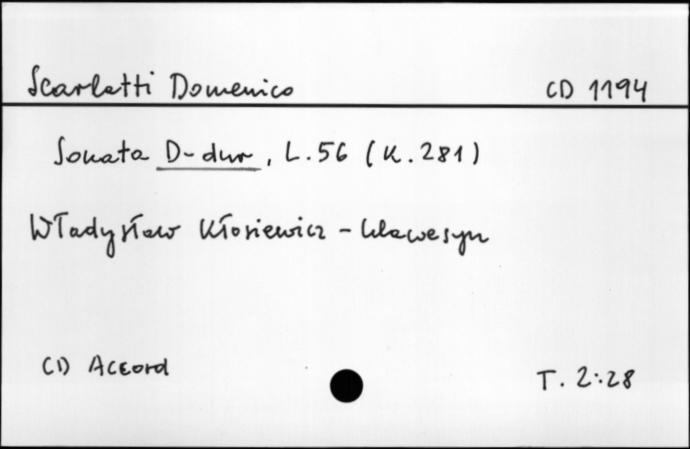 Scarlatti Domenico CD 1194
Sonata D-dur, L.56 (K.281)
Władysław Kłosiewicz - klawesyn
CD Accord T. 2:28